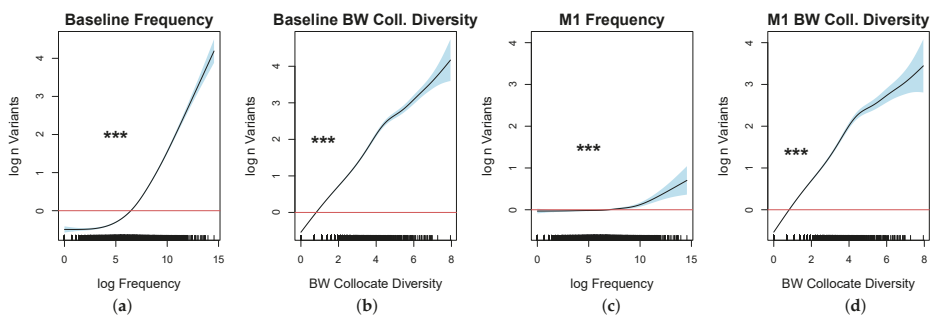 Baseline Frequency
log n Variants
4
3
2
1
0
***
0 5 10 15
log Frequency
(a)
Baseline BW Coll. Diversity
log n Variants
4
3
2
1
0
***
0 2 4 6 8
BW Collocate Diversity
(b)
M1 Frequency
log n Variants
4
3
2
1
0
***
0 5 10 15
log Frequency
(c)
M1 BW Coll. Diversity
log n Variants
4
3
2
1
0
***
0 2 4 6 8
BW Collocate Diversity
(d)